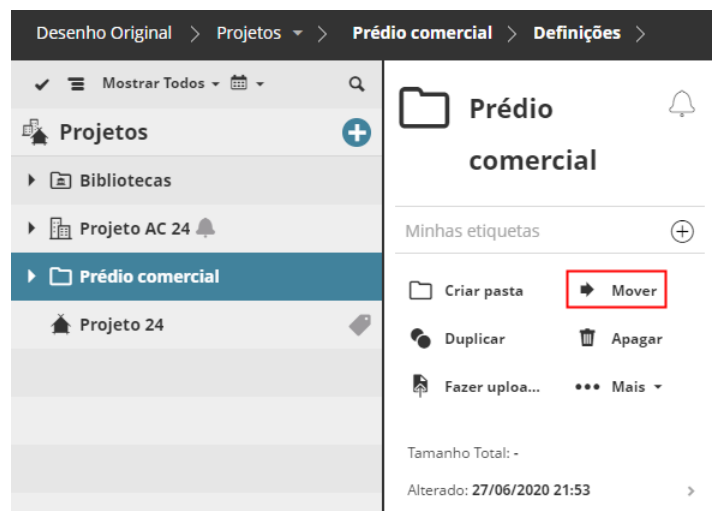 Desenho Original > Projetos > Prédio comercial > Definições >
Mostrar Todos
Projetos
Bibliotecas
Projeto AC 24
Prédio comercial
Projeto 24
Prédio
comercial
Minhas etiquetas
Criar pasta
Mover
Duplicar
Apagar
Fazer uploa...
Mais
Tamanho Total: -
Alterado: 27/06/2020 21:53